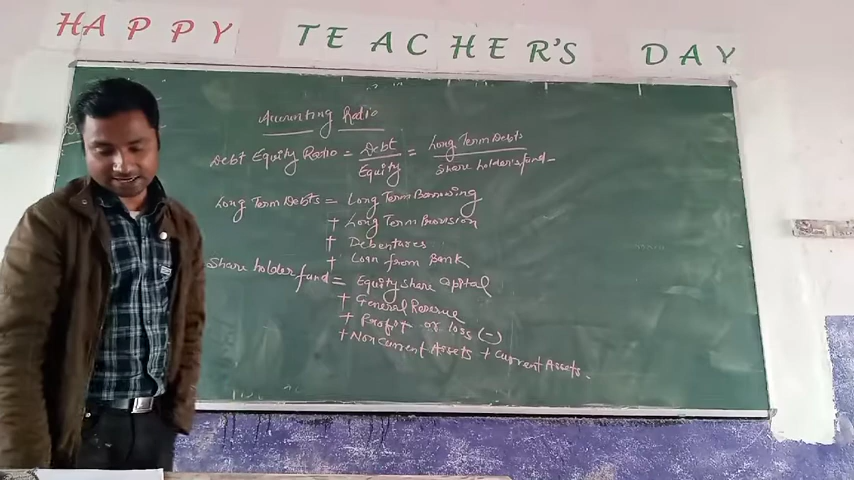 HAPPY TEACHER'S DAY
Accounting Ratio
Debt Equity Ratio = Debt / Equity = Long Term Debts / Share holder's fund
Long Term Debts = Long Term Borrowing
+ Long Term Provision
+ Debentures
+ Loan from Bank
Share holder fund = Equity share capital
+ General Revenue
+ Profit or loss (-)
+ Non Current Assets + Current Assets.